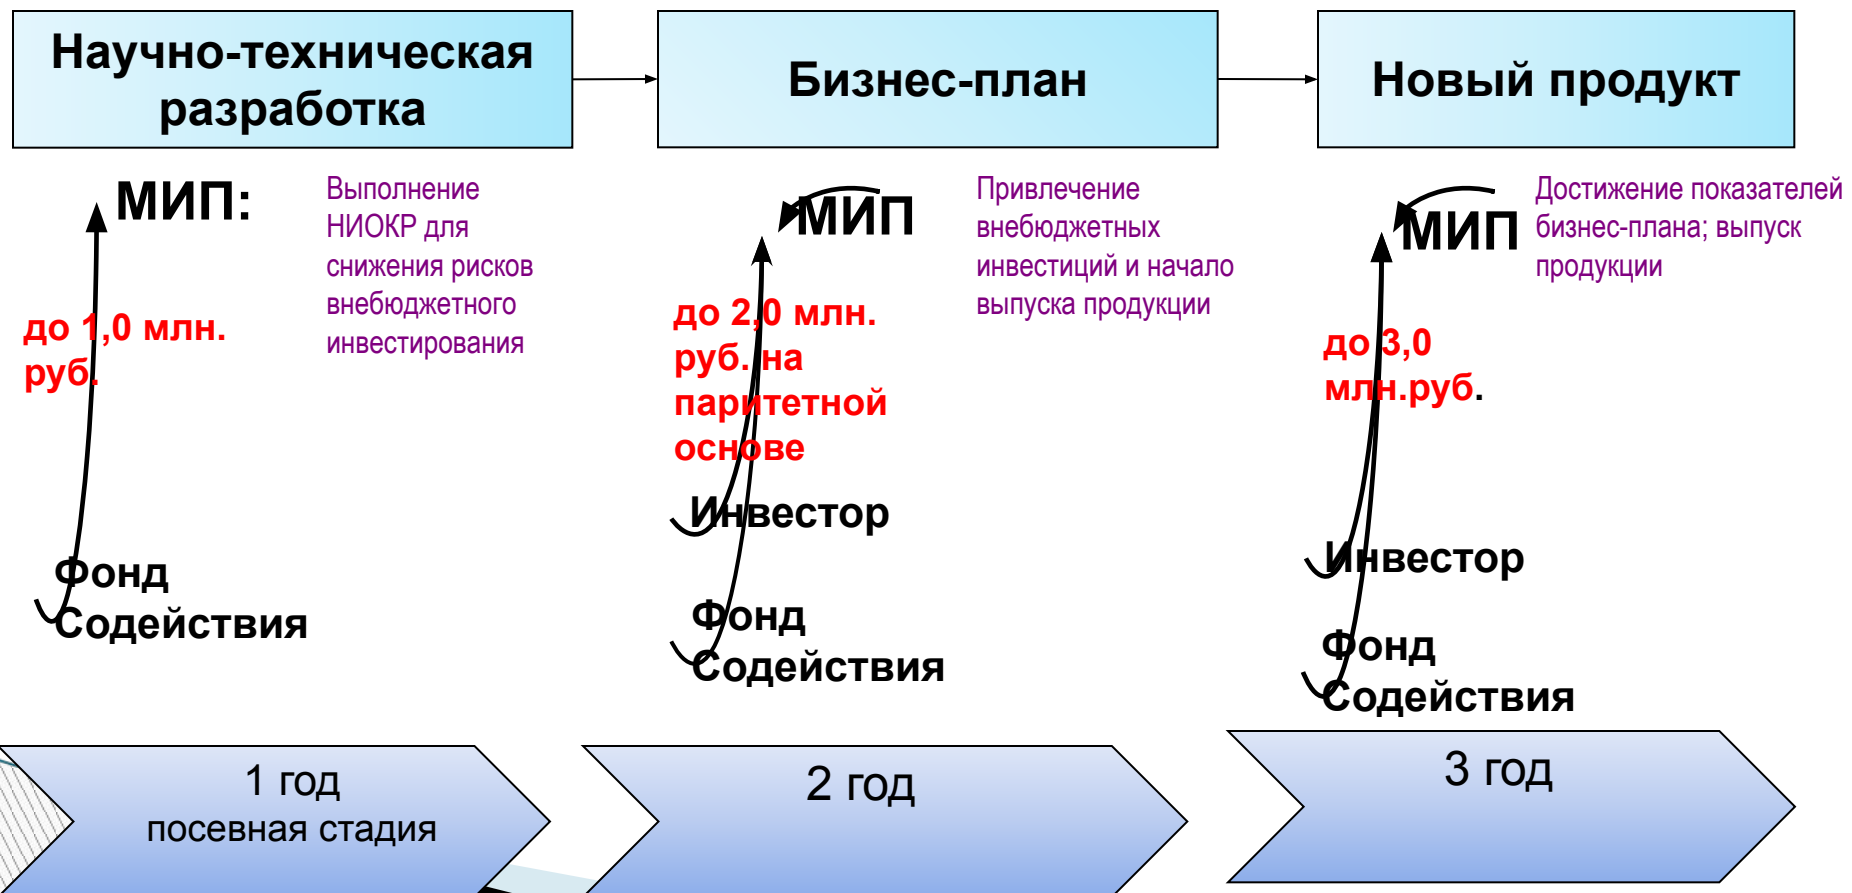 Научно-техническая
разработка
Бизнес-план
Новый продукт
МИП:
Выполнение
НИОКР для
снижения рисков
внебюджетного
инвестирования
до 1,0 млн.
руб.
Фонд
Содействия
МИП
Привлечение
внебюджетных
инвестиций и начало
выпуска продукции
до 2,0 млн.
руб. на
паритетной
основе
Инвестор
Фонд
Содействия
МИП
Достижение показателей
бизнес-плана; выпуск
продукции
до 3,0
млн.руб.
Инвестор
Фонд
Содействия
1 год
посевная стадия
2 год
3 год